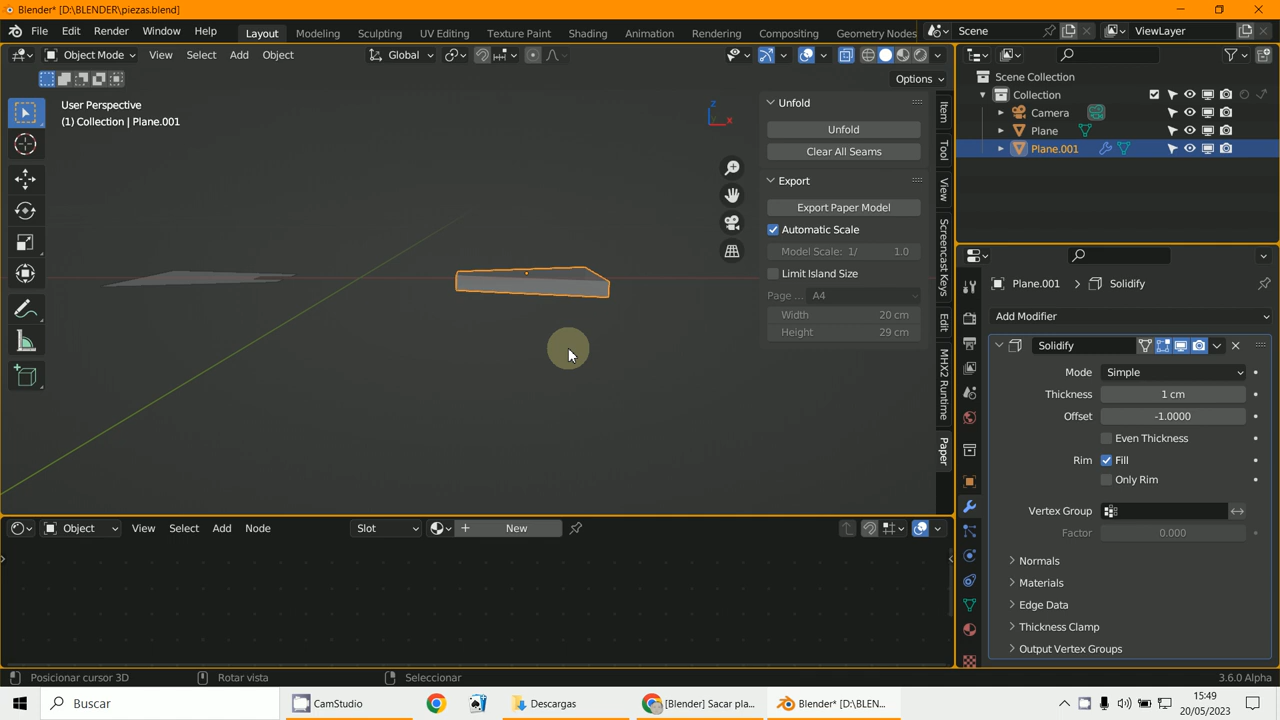 Blender* [D:\BLENDER\piezas.blend]
File Edit Render Window Help
Layout Modeling Sculpting UV Editing Texture Paint Shading Animation Rendering Compositing Geometry Nodes
Scene
ViewLayer
Object Mode View Select Add Object
Global
Options
User Perspective
(1) Collection | Plane.001
Z
X
Unfold
Unfold
Clear All Seams
Export
Export Paper Model
Automatic Scale
Model Scale: 1/ 1.0
Limit Island Size
Page ... A4
Width 20 cm
Height 29 cm
Item
Tool
View
Screencast Keys
Edit
MHX2 Runtime
Paper
Scene Collection
Collection
Camera
Plane
Plane.001
Plane.001 > Solidify
Add Modifier
Solidify
Mode Simple
Thickness 1 cm
Offset -1.0000
Even Thickness
Rim Fill
Only Rim
Vertex Group
Factor 0.000
Normals
Materials
Edge Data
Thickness Clamp
Output Vertex Groups
Object View Select Add Node
Slot
New
Posicionar cursor 3D
Rotar vista
Seleccionar
3.6.0 Alpha
Buscar
CamStudio
Descargas
[Blender] Sacar pla...
Blender* [D:\BLEN...
15:49
20/05/2023